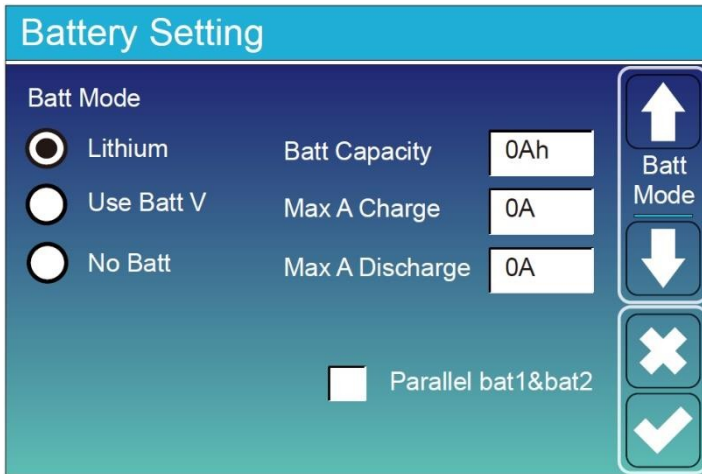 Battery Setting
Batt Mode
Lithium
Batt Capacity 0Ah
Use Batt V
Max A Charge 0A
No Batt
Max A Discharge 0A
Parallel bat1&bat2
Batt
Mode